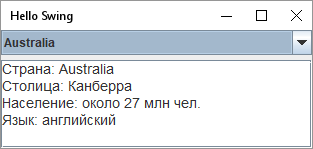 Hello Swing
Australia
Страна: Australia
Столица: Канберра
Население: около 27 млн чел.
Язык: английский